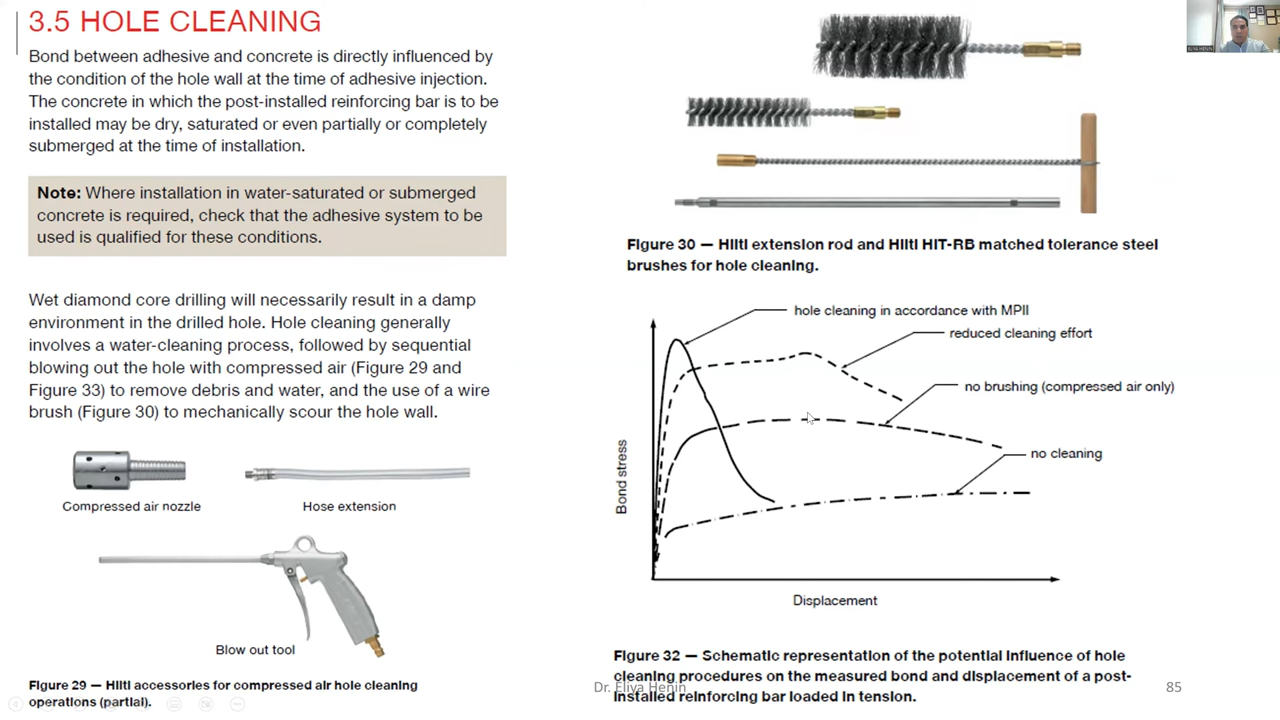 3.5 HOLE CLEANING
Bond between adhesive and concrete is directly influenced by
the condition of the hole wall at the time of adhesive injection.
The concrete in which the post-installed reinforcing bar is to be
installed may be dry, saturated or even partially or completely
submerged at the time of installation.
Note: Where installation in water-saturated or submerged
concrete is required, check that the adhesive system to be
used is qualified for these conditions.
Wet diamond core drilling will necessarily result in a damp
environment in the drilled hole. Hole cleaning generally
involves a water-cleaning process, followed by sequential
blowing out the hole with compressed air (Figure 29 and
Figure 33) to remove debris and water, and the use of a wire
brush (Figure 30) to mechanically scour the hole wall.
Compressed air nozzle
Hose extension
Blow out tool
Figure 29 — Hilti accessories for compressed air hole cleaning
operations (partial).
Figure 30 — Hilti extension rod and Hilti HIT-RB matched tolerance steel
brushes for hole cleaning.
hole cleaning in accordance with MPII
reduced cleaning effort
no brushing (compressed air only)
no cleaning
Bond stress
Displacement
Figure 32 — Schematic representation of the potential influence of hole
cleaning procedures on the measured bond and displacement of a post-
installed reinforcing bar loaded in tension.
Dr. Eliya Henin
85